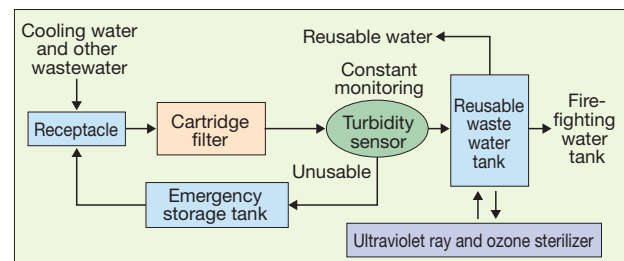 Cooling water
and other
wastewater
Receptacle
Cartridge
filter
Constant
monitoring
Turbidity
sensor
Unusable
Emergency
storage tank
Reusable water
Reusable
waste
water
tank
Fire-
fighting
water
tank
Ultraviolet ray and ozone sterilizer